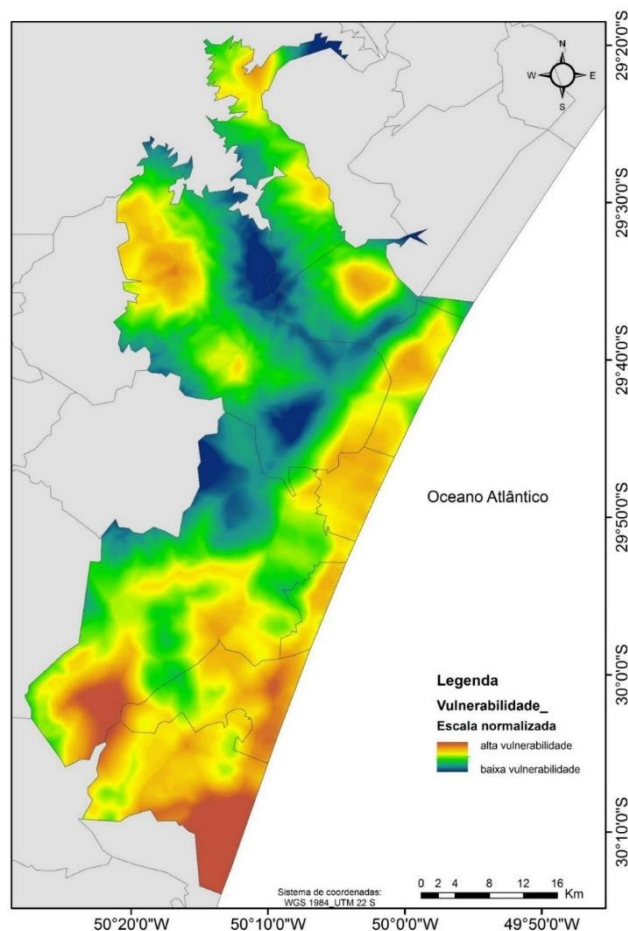 29°20'0"S
N
W
E
S
29°30'0"S
29°40'0"S
Oceano Atlântico
29°50'0"S
30°0'0"S
Legenda
Vulnerabilidade_
Escala normalizada
alta vulnerabilidade
baixa vulnerabilidade
30°10'0"S
Sistema de coordenadas:
WGS 1984_UTM 22 S
0 2 4 8 12 16
Km
50°20'0"W 50°10'0"W 50°0'0"W 49°50'0"W